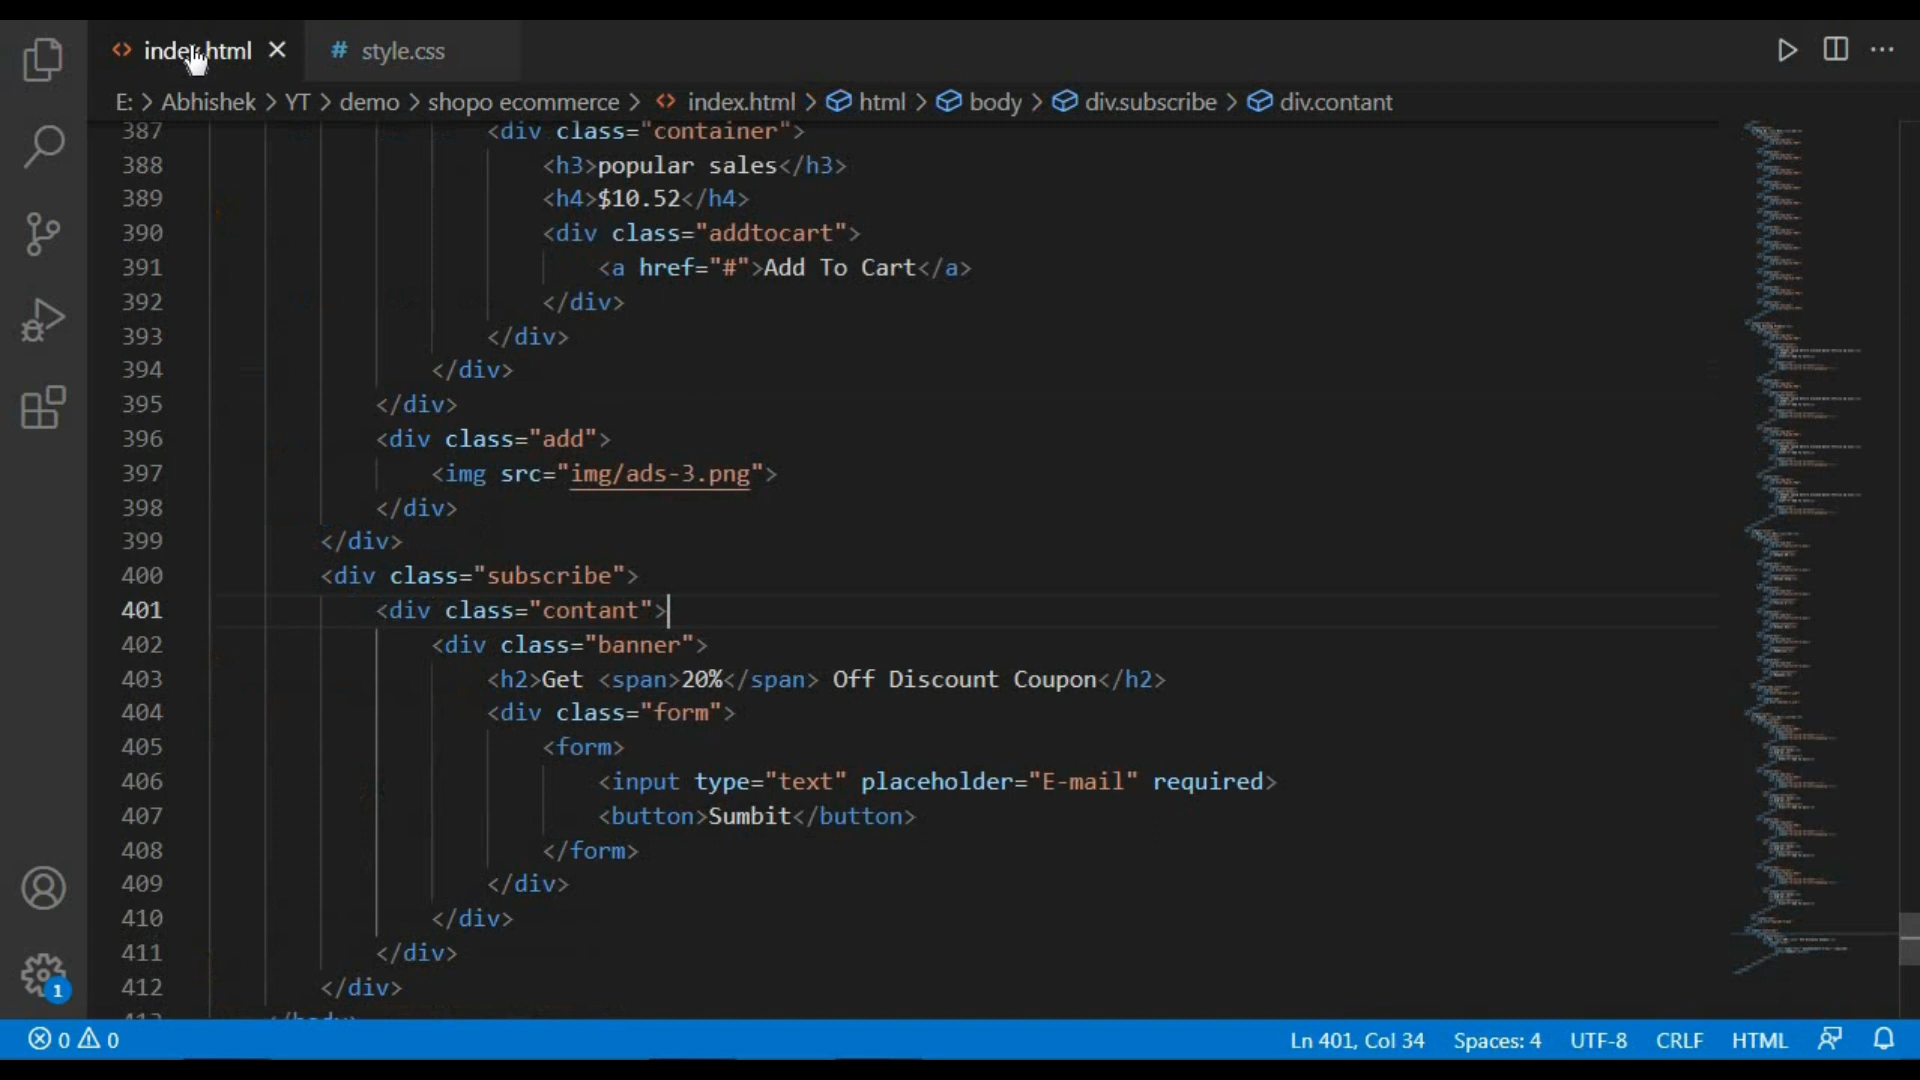 index.html style.css
E: > Abhishek > YT > demo > shopo ecommerce > index.html > html > body > div.subscribe > div.contant
387 <div class="container">
388 <h3>popular sales</h3>
389 <h4>$10.52</h4>
390 <div class="addtocart">
391 <a href="#">Add To Cart</a>
392 </div>
393 </div>
394 </div>
395 </div>
396 <div class="add">
397 <img src="img/ads-3.png">
398 </div>
399 </div>
400 <div class="subscribe">
401 <div class="contant">
402 <div class="banner">
403 <h2>Get <span>20%</span> Off Discount Coupon</h2>
404 <div class="form">
405 <form>
406 <input type="text" placeholder="E-mail" required>
407 <button>Sumbit</button>
408 </form>
409 </div>
410 </div>
411 </div>
412 </div>
413 </body>
1
0 0 Ln 401, Col 34 Spaces: 4 UTF-8 CRLF HTML